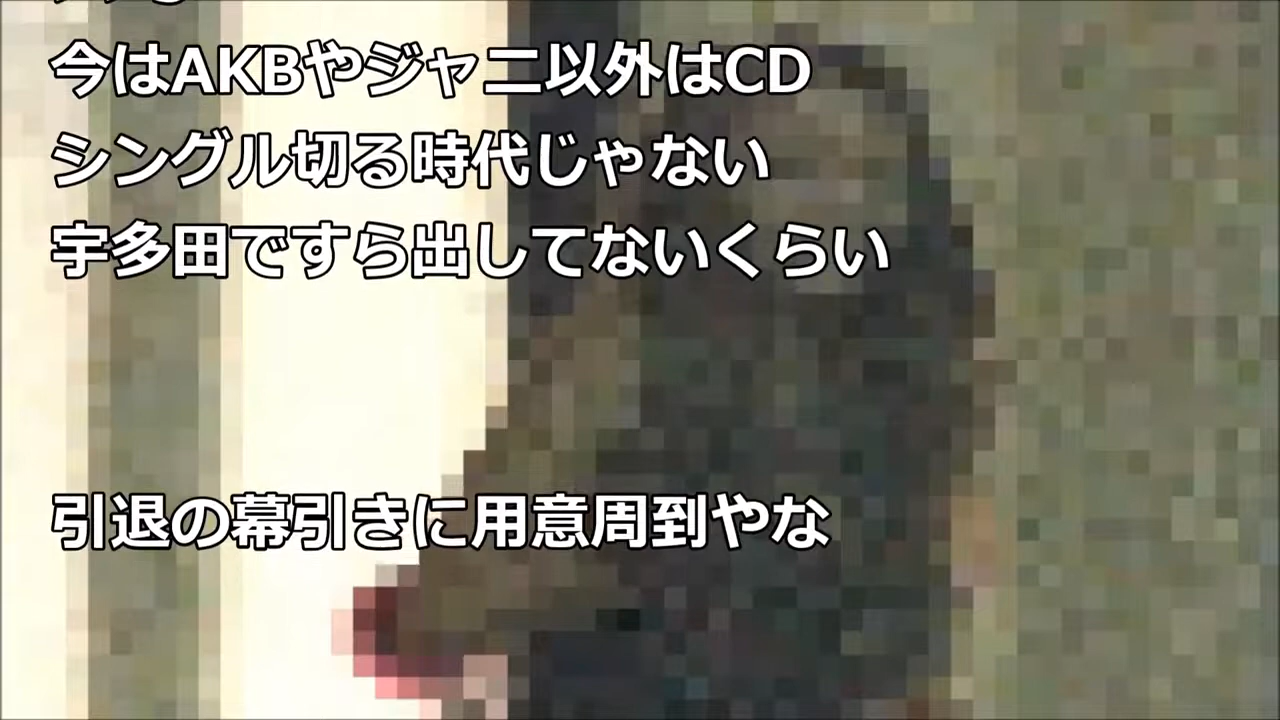 今はAKBやジャニ以外はCD
シングル切る時代じゃない
宇多田ですら出してないくらい
引退の幕引きに用意周到やな